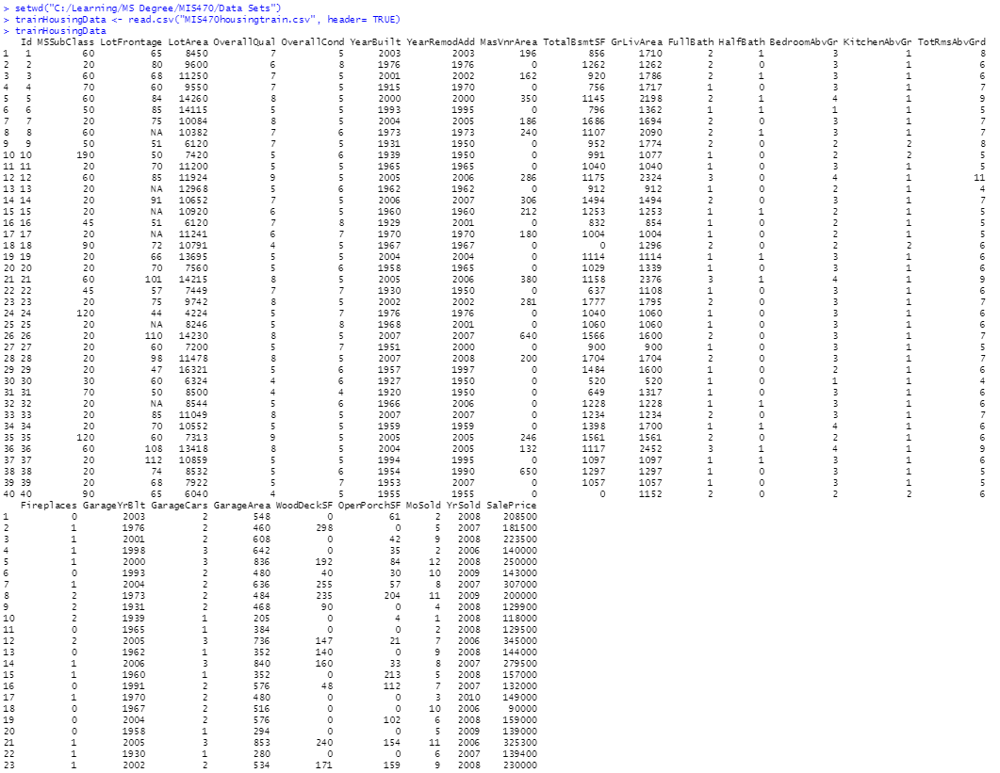 > setwd("C:/Learning/MS Degree/MIS470/Data Sets")
> trainHousingData <- read.csv("MIS470housingtrain.csv", header= TRUE)
> trainHousingData
Id MSSubClass LotFrontage LotArea OverallQual OverallCond YearBuilt YearRemodAdd MasVnrArea TotalBsmtSF GrLivArea FullBath HalfBath BedroomAbvGr KitchenAbvGr TotRmsAbvGrd
1 1 60 65 8450 7 5 2003 2003 196 856 1710 2 1 3 1 8
2 2 20 80 9600 6 8 1976 1976 0 1262 1262 2 0 3 1 6
3 3 60 68 11250 7 5 2001 2002 162 920 1786 2 1 3 1 6
4 4 70 60 9550 7 5 1915 1970 0 756 1717 1 0 3 1 7
5 5 60 84 14260 8 5 2000 2000 350 1145 2198 2 1 4 1 9
6 6 50 85 14115 5 5 1993 1995 0 796 1362 1 1 1 1 5
7 7 20 75 10084 8 5 2004 2005 186 1686 1694 2 0 3 1 7
8 8 60 NA 10382 7 6 1973 1973 240 1107 2090 2 1 3 1 7
9 9 50 51 6120 7 5 1931 1950 0 952 1774 2 0 2 2 8
10 10 190 50 7420 5 6 1939 1950 0 991 1077 1 0 2 2 5
11 11 20 70 11200 5 5 1965 1965 0 1040 1040 1 0 3 1 5
12 12 60 85 11924 9 5 2005 2006 286 1175 2324 3 0 4 1 11
13 13 20 NA 12968 5 6 1962 1962 0 912 912 1 0 2 1 4
14 14 20 91 10652 7 5 2006 2007 306 1494 1494 2 0 3 1 7
15 15 20 NA 10920 6 5 1960 1960 212 1253 1253 1 1 2 1 5
16 16 45 51 6120 7 8 1929 2001 0 832 854 1 0 2 1 5
17 17 20 NA 11241 6 7 1970 1970 180 1004 1004 1 0 2 1 5
18 18 90 72 10791 4 5 1967 1967 0 0 1296 2 0 2 2 6
19 19 20 66 13695 5 5 2004 2004 0 1114 1114 1 1 3 1 6
20 20 20 70 7560 5 6 1958 1965 0 1029 1339 1 0 3 1 6
21 21 60 101 14215 8 5 2005 2006 380 1158 2376 3 1 4 1 9
22 22 45 57 7449 7 7 1930 1950 0 637 1108 1 0 3 1 6
23 23 20 75 9742 8 5 2002 2002 281 1777 1795 2 0 3 1 7
24 24 120 44 4224 5 7 1976 1976 0 1040 1060 1 0 3 1 6
25 25 20 NA 8246 5 8 1968 2001 0 1060 1060 1 0 3 1 6
26 26 20 110 14230 8 5 2007 2007 640 1566 1600 2 0 3 1 7
27 27 20 60 7200 5 7 1951 2000 0 900 900 1 0 3 1 5
28 28 20 98 11478 8 5 2007 2008 200 1704 1704 2 0 3 1 7
29 29 20 47 16321 5 6 1957 1997 0 1484 1600 1 0 2 1 6
30 30 30 60 6324 4 6 1927 1950 0 520 520 1 0 1 1 4
31 31 70 50 8500 4 4 1920 1950 0 649 1317 1 0 3 1 6
32 32 20 NA 8544 5 6 1966 2006 0 1228 1228 1 1 3 1 6
33 33 20 85 11049 8 5 2007 2007 0 1234 1234 2 0 3 1 7
34 34 20 70 10552 5 5 1959 1959 0 1398 1700 1 1 4 1 6
35 35 120 60 7313 9 5 2005 2005 246 1561 1561 2 0 2 1 6
36 36 60 108 13418 8 5 2004 2005 132 1117 2452 3 1 4 1 9
37 37 20 112 10859 5 5 1994 1995 0 1097 1097 1 1 3 1 6
38 38 20 74 8532 5 6 1954 1990 650 1297 1297 1 0 3 1 5
39 39 20 68 7922 5 7 1953 2007 0 1057 1057 1 0 3 1 5
40 40 90 65 6040 4 5 1955 1955 0 0 1152 2 0 2 2 6
Fireplaces GarageYrBlt GarageCars GarageArea WoodDeckSF OpenPorchSF MoSold YrSold SalePrice
1 0 2003 2 548 0 61 2 2008 208500
2 1 1976 2 460 298 0 5 2007 181500
3 1 2001 2 608 0 42 9 2008 223500
4 1 1998 3 642 0 35 2 2006 140000
5 1 2000 3 836 192 84 12 2008 250000
6 0 1993 2 480 40 30 10 2009 143000
7 1 2004 2 636 255 57 8 2007 307000
8 2 1973 2 484 235 204 11 2009 200000
9 2 1931 2 468 90 0 4 2008 129900
10 2 1939 1 205 0 4 1 2008 118000
11 0 1965 1 384 0 0 2 2008 129500
12 2 2005 3 736 147 21 7 2006 345000
13 0 1962 1 352 140 0 9 2008 144000
14 1 2006 3 840 160 33 8 2007 279500
15 1 1960 1 352 0 213 5 2008 157000
16 0 1991 2 576 48 112 7 2007 132000
17 1 1970 2 480 0 0 3 2010 149000
18 0 1967 2 516 0 0 10 2006 90000
19 0 2004 2 576 0 102 6 2008 159000
20 0 1958 1 294 0 0 5 2009 139000
21 1 2005 3 853 240 154 11 2006 325300
22 1 1930 1 280 0 0 6 2007 139400
23 1 2002 2 534 171 159 9 2008 230000